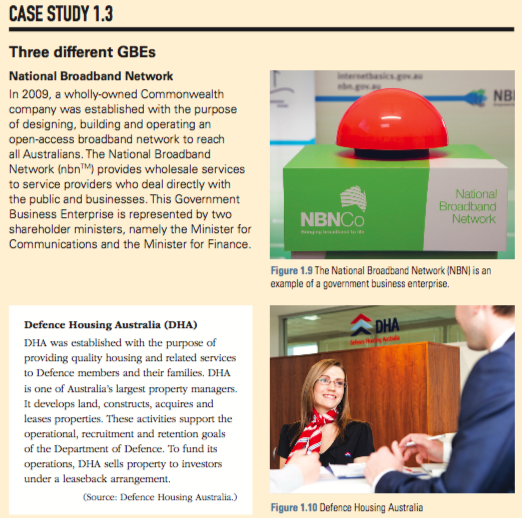 CASE STUDY 1.3
Three different GBEs
National Broadband Network
In 2009, a wholly-owned Commonwealth
company was established with the purpose
of designing, building and operating an
open-access broadband network to reach
all Australians. The National Broadband
Network (nbn™) provides wholesale services
to service providers who deal directly with
the public and businesses. This Government
Business Enterprise is represented by two
shareholder ministers, namely the Minister for
Communications and the Minister for Finance.
internetbasics.gov.au
nbn.gov.au
NB
NBNCo
National
Broadband
Network
Figure 1.9 The National Broadband Network (NBN) is an
example of a government business enterprise.
Defence Housing Australia (DHA)
DHA was established with the purpose of
providing quality housing and related services
to Defence members and their families. DHA
is one of Australia's largest property managers.
It develops land, constructs, acquires and
leases properties. These activities support the
operational, recruitment and retention goals
of the Department of Defence. To fund its
operations, DHA sells property to investors
under a leaseback arrangement.
(Source: Defence Housing Australia.)
DHA
Defence Housing Australia
Figure 1.10 Defence Housing Australia